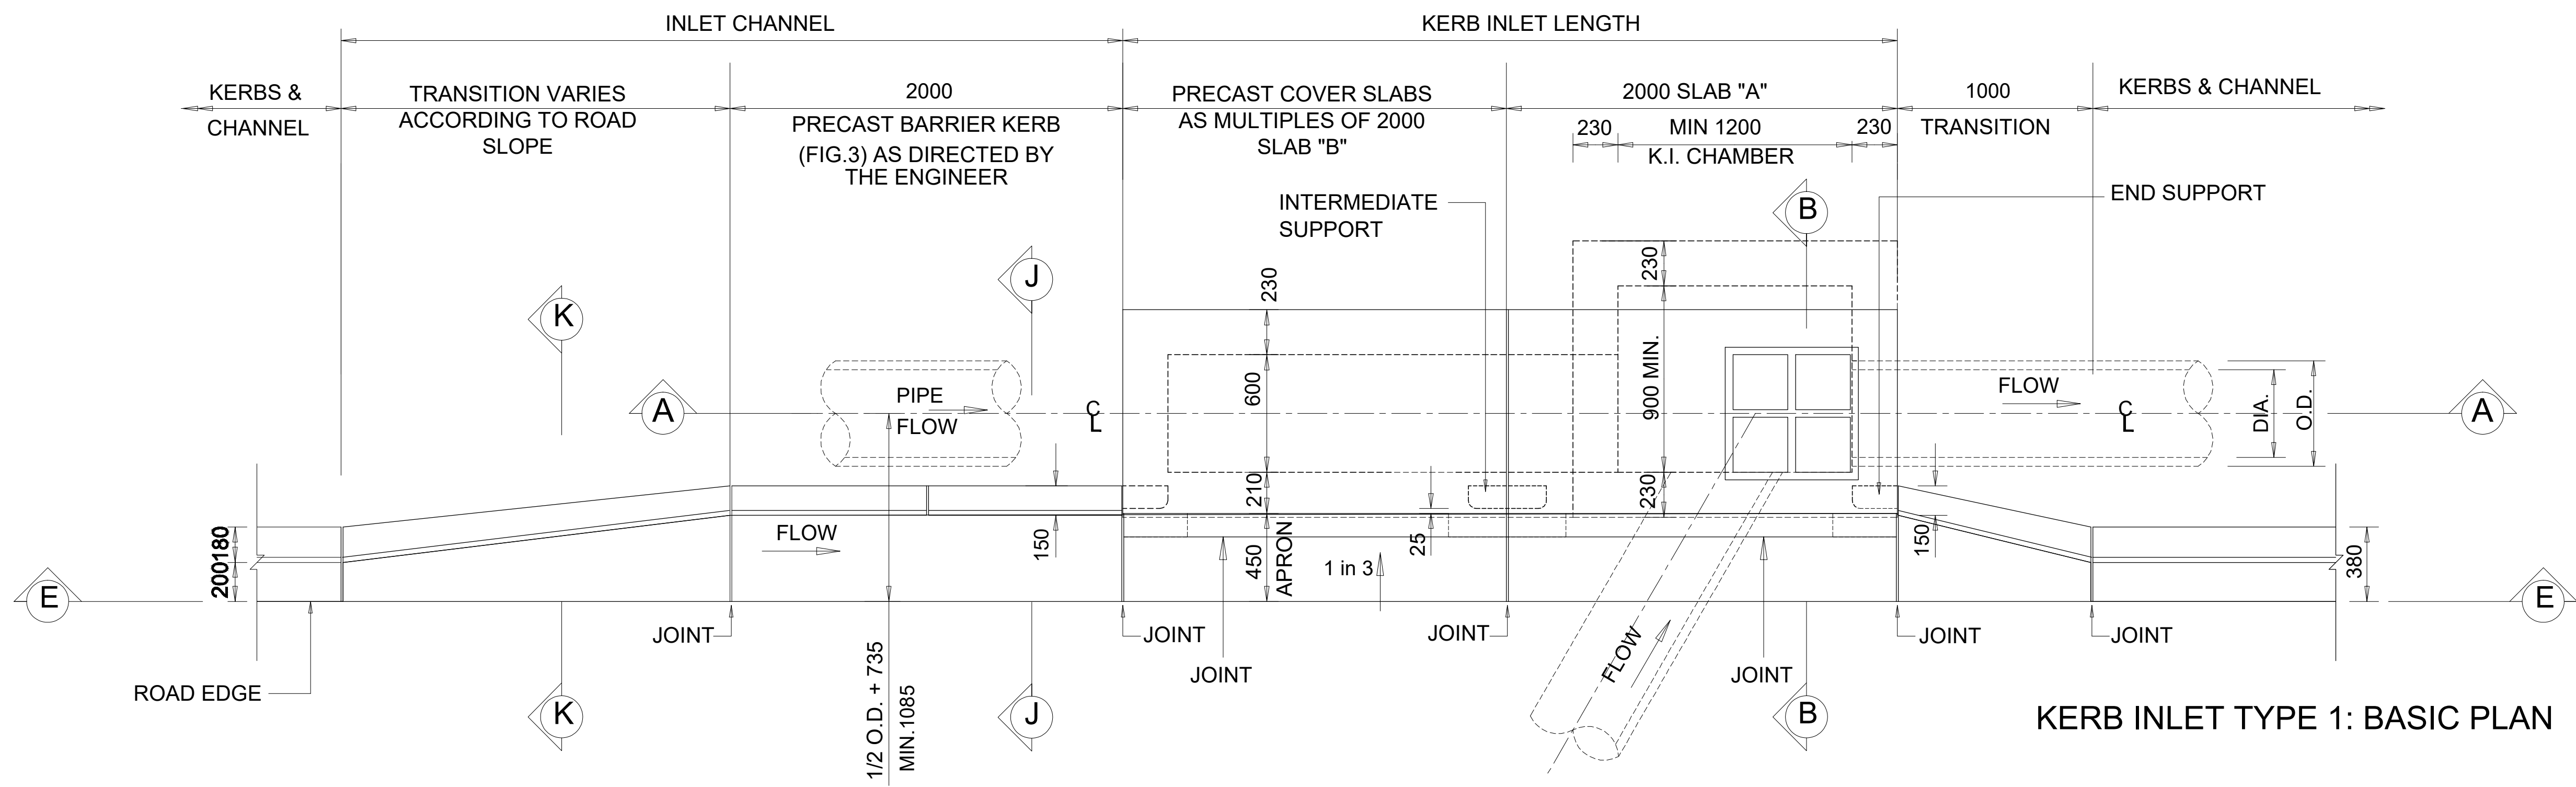 INLET CHANNEL
KERB INLET LENGTH
KERBS &
CHANNEL
TRANSITION VARIES
ACCORDING TO ROAD
SLOPE
2000
PRECAST BARRIER KERB
(FIG.3) AS DIRECTED BY
THE ENGINEER
PRECAST COVER SLABS
AS MULTIPLES OF 2000
SLAB "B"
2000 SLAB "A"
230
MIN 1200
230
K.I. CHAMBER
1000
TRANSITION
KERBS & CHANNEL
INTERMEDIATE
SUPPORT
END SUPPORT
B
J
K
230
230
600
900 MIN.
A
PIPE
FLOW
CL
FLOW
CL
DIA.
O.D.
A
210
230
150
FLOW
25
150
180
200
450
APRON
1 in 3
380
E
E
JOINT
JOINT
JOINT
JOINT
JOINT
JOINT
JOINT
FLOW
ROAD EDGE
1/2 O.D. + 735
MIN.1085
K
J
B
KERB INLET TYPE 1: BASIC PLAN